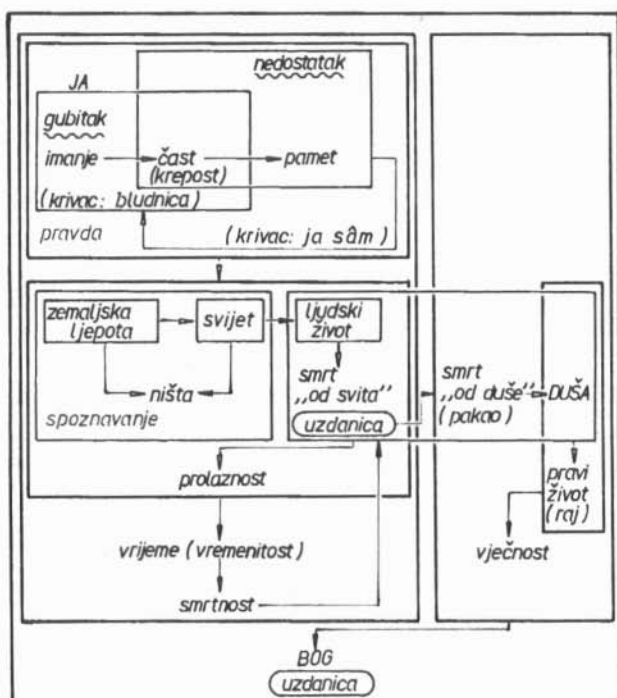 nedostatak
JA
gubitak
imanje
čast
pamet
(krepost)
(krivac: bludnica)
pravda
(krivac: ja sâm)
zemaljska
ljepota
svijet
ljudski
život
ništa
smrt
„od svita”
spoznavanje
uzdanica
smrt
„od duše”
(pakao)
DUŠA
prolaznost
pravi
život
(raj)
vrijeme (vremenitost)
vječnost
smrtnost
BOG
uzdanica